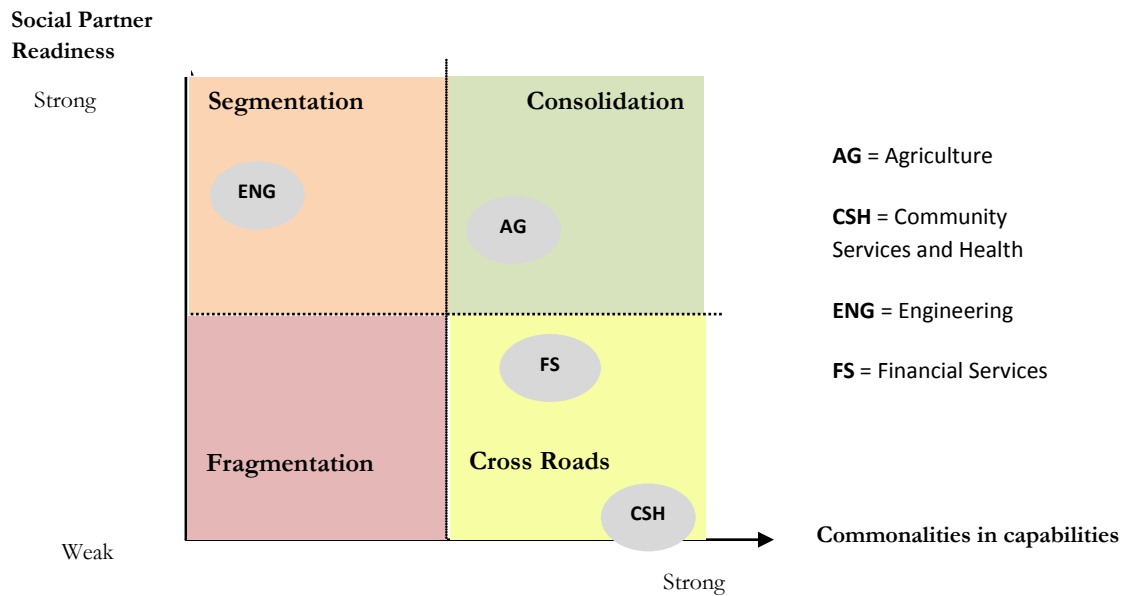 Social Partner
Readiness
Strong
Segmentation
Consolidation
ENG
AG
AG = Agriculture
CSH = Community
Services and Health
ENG = Engineering
FS = Financial Services
FS
Fragmentation
Cross Roads
CSH
Weak
Commonalities in capabilities
Strong